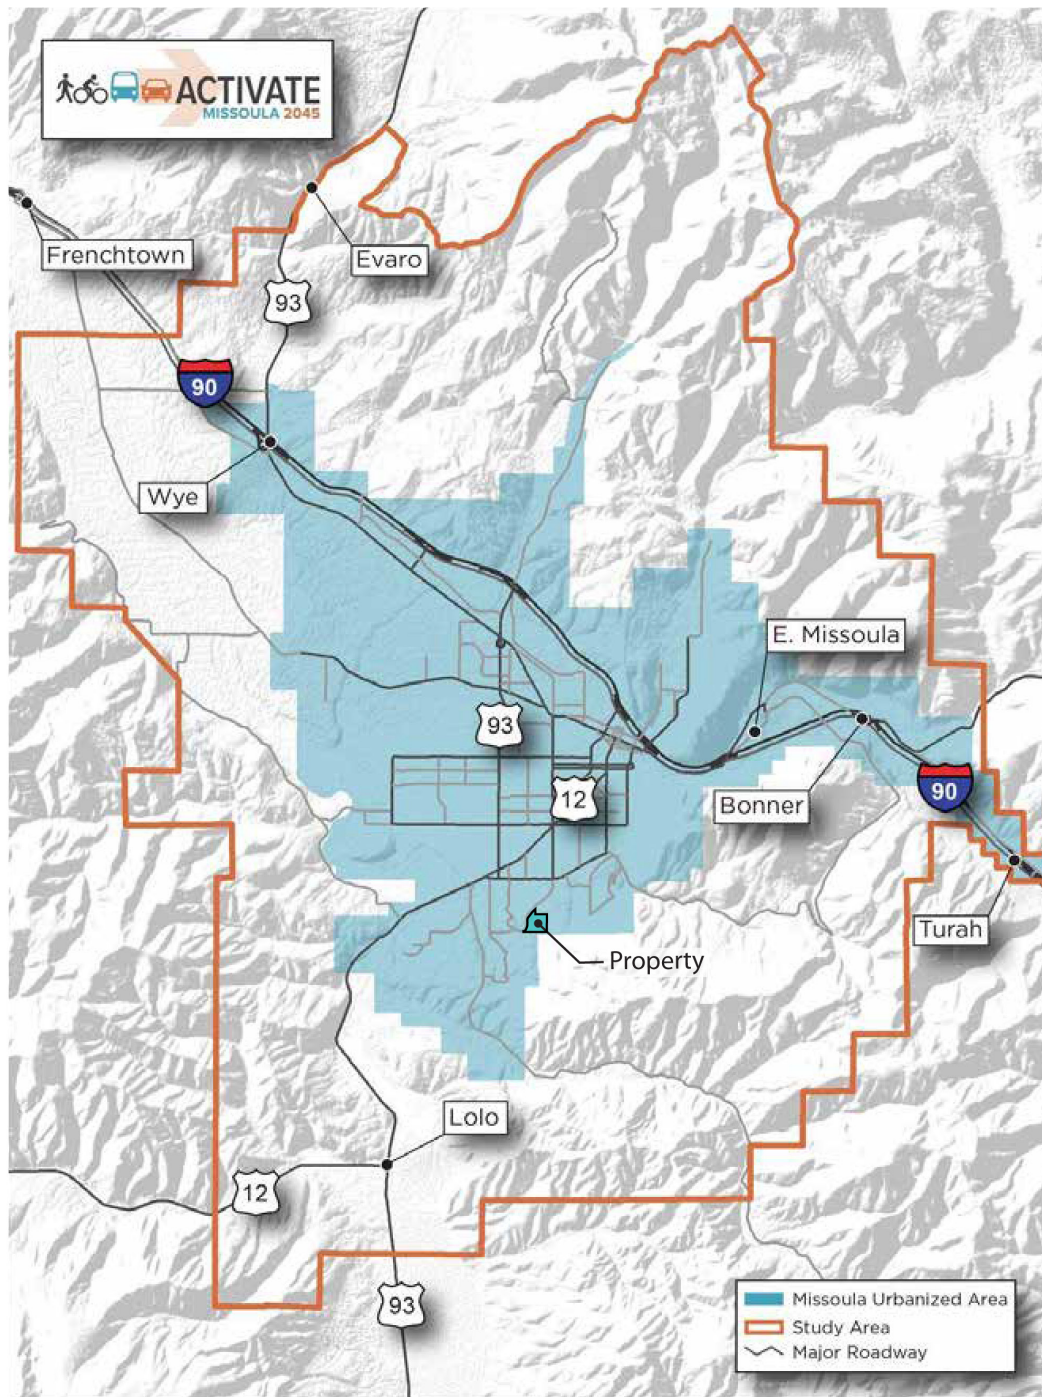 ACTIVATE
MISSOULA 2045
Frenchtown
Evaro
93
90
Wye
E. Missoula
93
12
Bonner
90
Turah
Property
Lolo
12
93
Missoula Urbanized Area
Study Area
Major Roadway